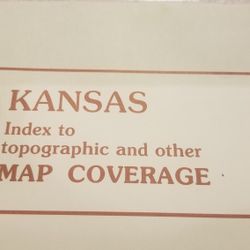 KANSAS
Index to
topographic and other
MAP COVERAGE